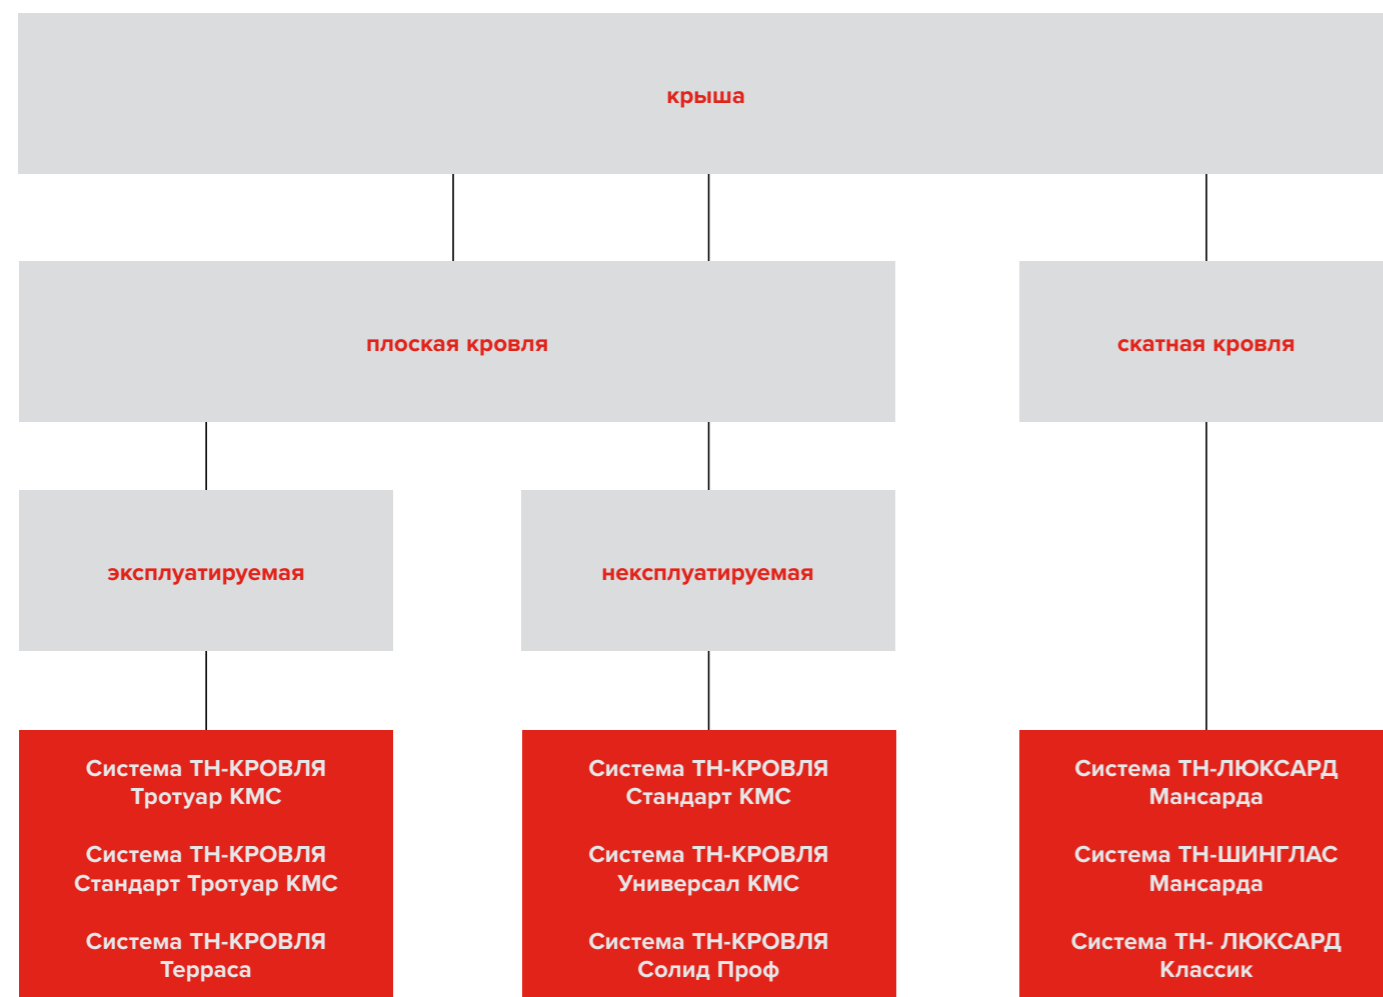 крыша
плоская кровля
скатная кровля
эксплуатируемая
нексплуатируемая
Система ТН-КРОВЛЯ
Тротуар КМС
Система ТН-КРОВЛЯ
Стандарт Тротуар КМС
Система ТН-КРОВЛЯ
Терраса
Система ТН-КРОВЛЯ
Стандарт КМС
Система ТН-КРОВЛЯ
Универсал КМС
Система ТН-КРОВЛЯ
Солид Проф
Система ТН-ЛЮКСАРД
Мансарда
Система ТН-ШИНГЛАС
Мансарда
Система ТН- ЛЮКСАРД
Классик